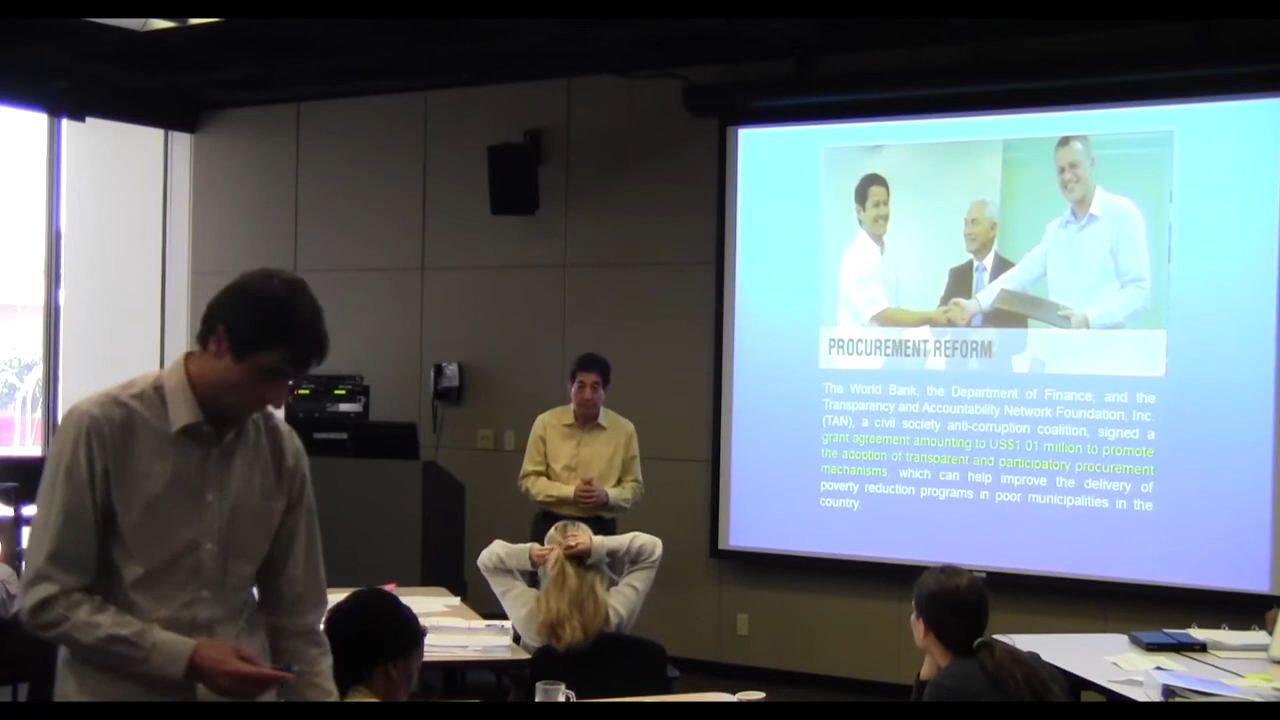 PROCUREMENT REFORM
The World Bank, the Department of Finance, and the
Transparency and Accountability Network Foundation, Inc.
(TAN), a civil society anti-corruption coalition, signed a
grant agreement amounting to US$1.01 million to promote
the adoption of transparent and participatory procurement
mechanisms which can help improve the delivery of
poverty reduction programs in poor municipalities in the
country.